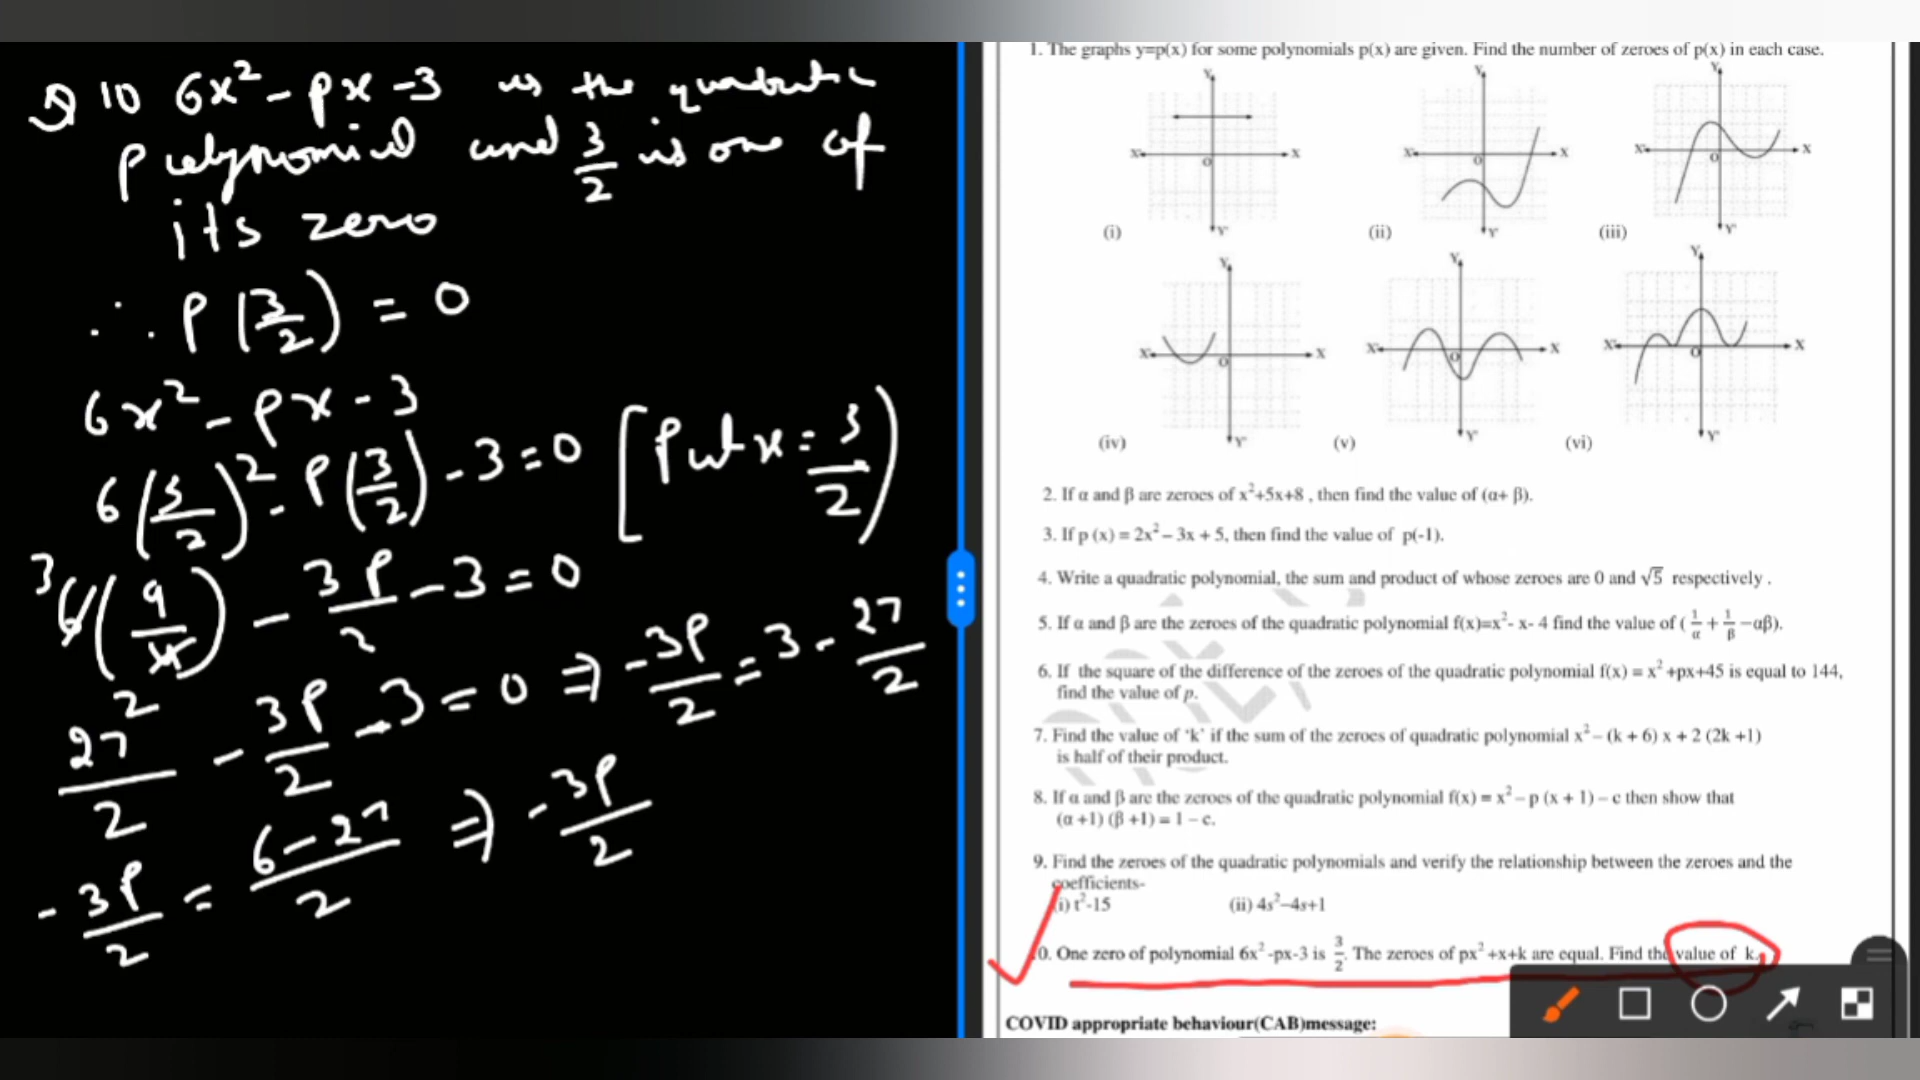 Q 10 6x² - px - 3 is the quadratic
polynomial and 3/2 is one of
its zero
∴ P(3/2) = 0
6x² - px - 3
6(3/2)² - P(3/2) - 3 = 0 [Put x = 3/2)
3 6(9/4) - 3P/2 - 3 = 0
2
27/2 - 3P/2 - 3 = 0 ⇒ -3P/2 = 3 - 27/2
-3P/2 = 6-27/2 ⇒ -3P/2
1. The graphs y=p(x) for some polynomials p(x) are given. Find the number of zeroes of p(x) in each case.
Y X' O X Y'
Y X' O X Y'
Y X' O X Y'
(i) (ii) (iii)
Y X' O X Y'
Y X' O X Y'
Y X' O X Y'
(iv) (v) (vi)
2. If α and β are zeroes of x²+5x+8 , then find the value of (α+ β).
3. If p (x) = 2x² – 3x + 5, then find the value of p(-1).
4. Write a quadratic polynomial, the sum and product of whose zeroes are 0 and √5 respectively .
5. If α and β are the zeroes of the quadratic polynomial f(x)=x²- x- 4 find the value of ( 1/α + 1/β –αβ).
6. If the square of the difference of the zeroes of the quadratic polynomial f(x) = x² +px+45 is equal to 144,
find the value of p.
7. Find the value of ‘k’ if the sum of the zeroes of quadratic polynomial x² – (k + 6) x + 2 (2k +1)
is half of their product.
8. If α and β are the zeroes of the quadratic polynomial f(x) = x² – p (x + 1) – c then show that
(α +1) (β +1) = 1 – c.
9. Find the zeroes of the quadratic polynomials and verify the relationship between the zeroes and the
coefficients-
(i) t²-15 (ii) 4s²–4s+1
0. One zero of polynomial 6x² -px-3 is 3/2. The zeroes of px² +x+k are equal. Find the value of k.
COVID appropriate behaviour(CAB)message: